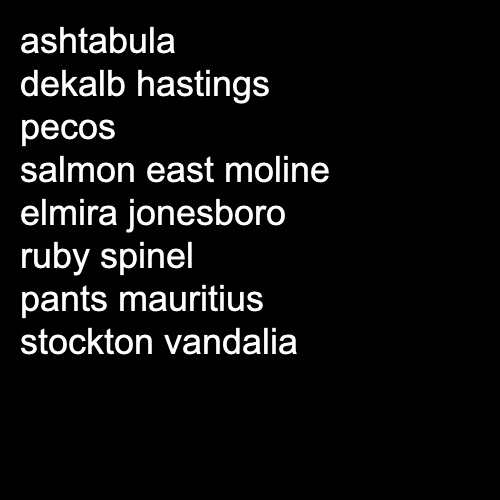 ashtabula
dekalb hastings
pecos
salmon east moline
elmira jonesboro
ruby spinel
pants mauritius
stockton vandalia